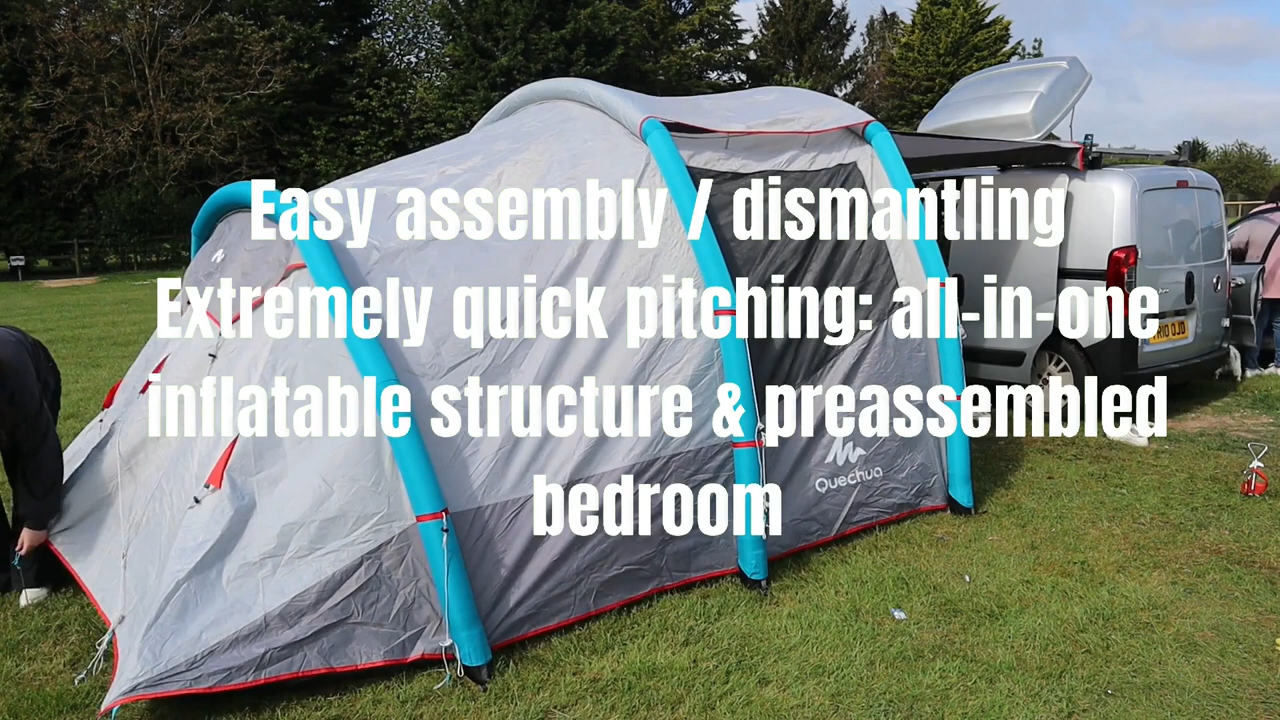 Easy assembly / dismantling
Extremely quick pitching: all-in-one
inflatable structure & preassembled
bedroom
Quechua